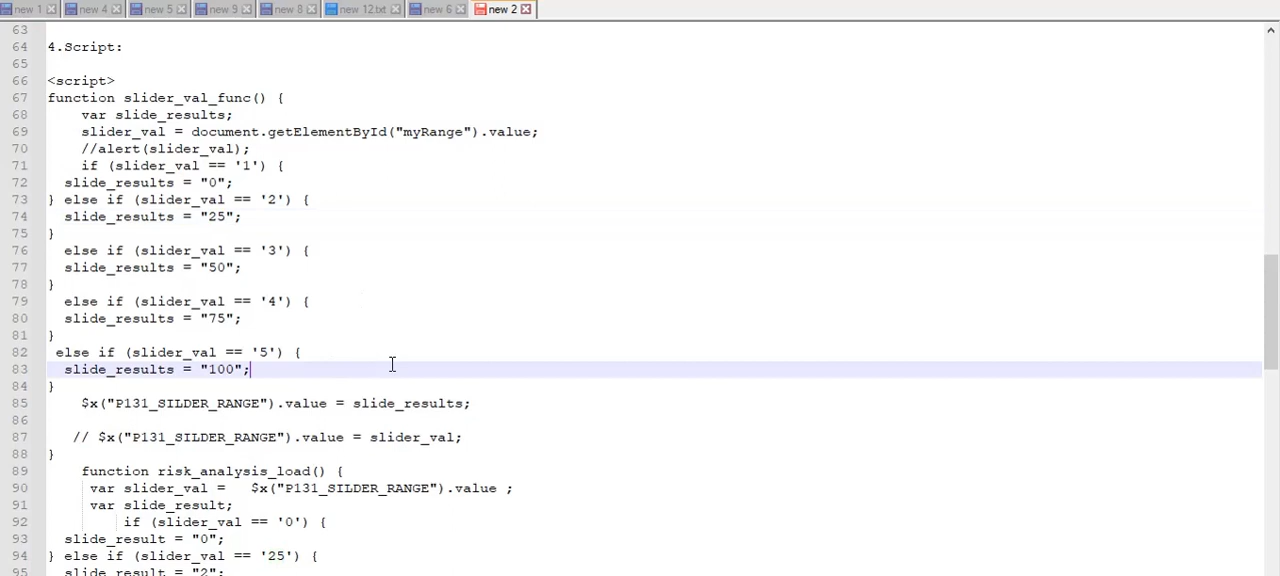 new 1 new 4 new 5 new 9 new 8 new 12.txt new 6 new 2
63
64 4.Script:
65
66 <script>
67 function slider_val_func() {
68 var slide_results;
69 slider_val = document.getElementById("myRange").value;
70 //alert(slider_val);
71 if (slider_val == '1') {
72 slide_results = "0";
73 } else if (slider_val == '2') {
74 slide_results = "25";
75 }
76 else if (slider_val == '3') {
77 slide_results = "50";
78 }
79 else if (slider_val == '4') {
80 slide_results = "75";
81 }
82 else if (slider_val == '5') {
83 slide_results = "100";
84 }
85 $x("P131_SILDER_RANGE").value = slide_results;
86
87 // $x("P131_SILDER_RANGE").value = slider_val;
88 }
89 function risk_analysis_load() {
90 var slider_val = $x("P131_SILDER_RANGE").value ;
91 var slide_result;
92 if (slider_val == '0') {
93 slide_result = "0";
94 } else if (slider_val == '25') {
95 slide_result = "2";